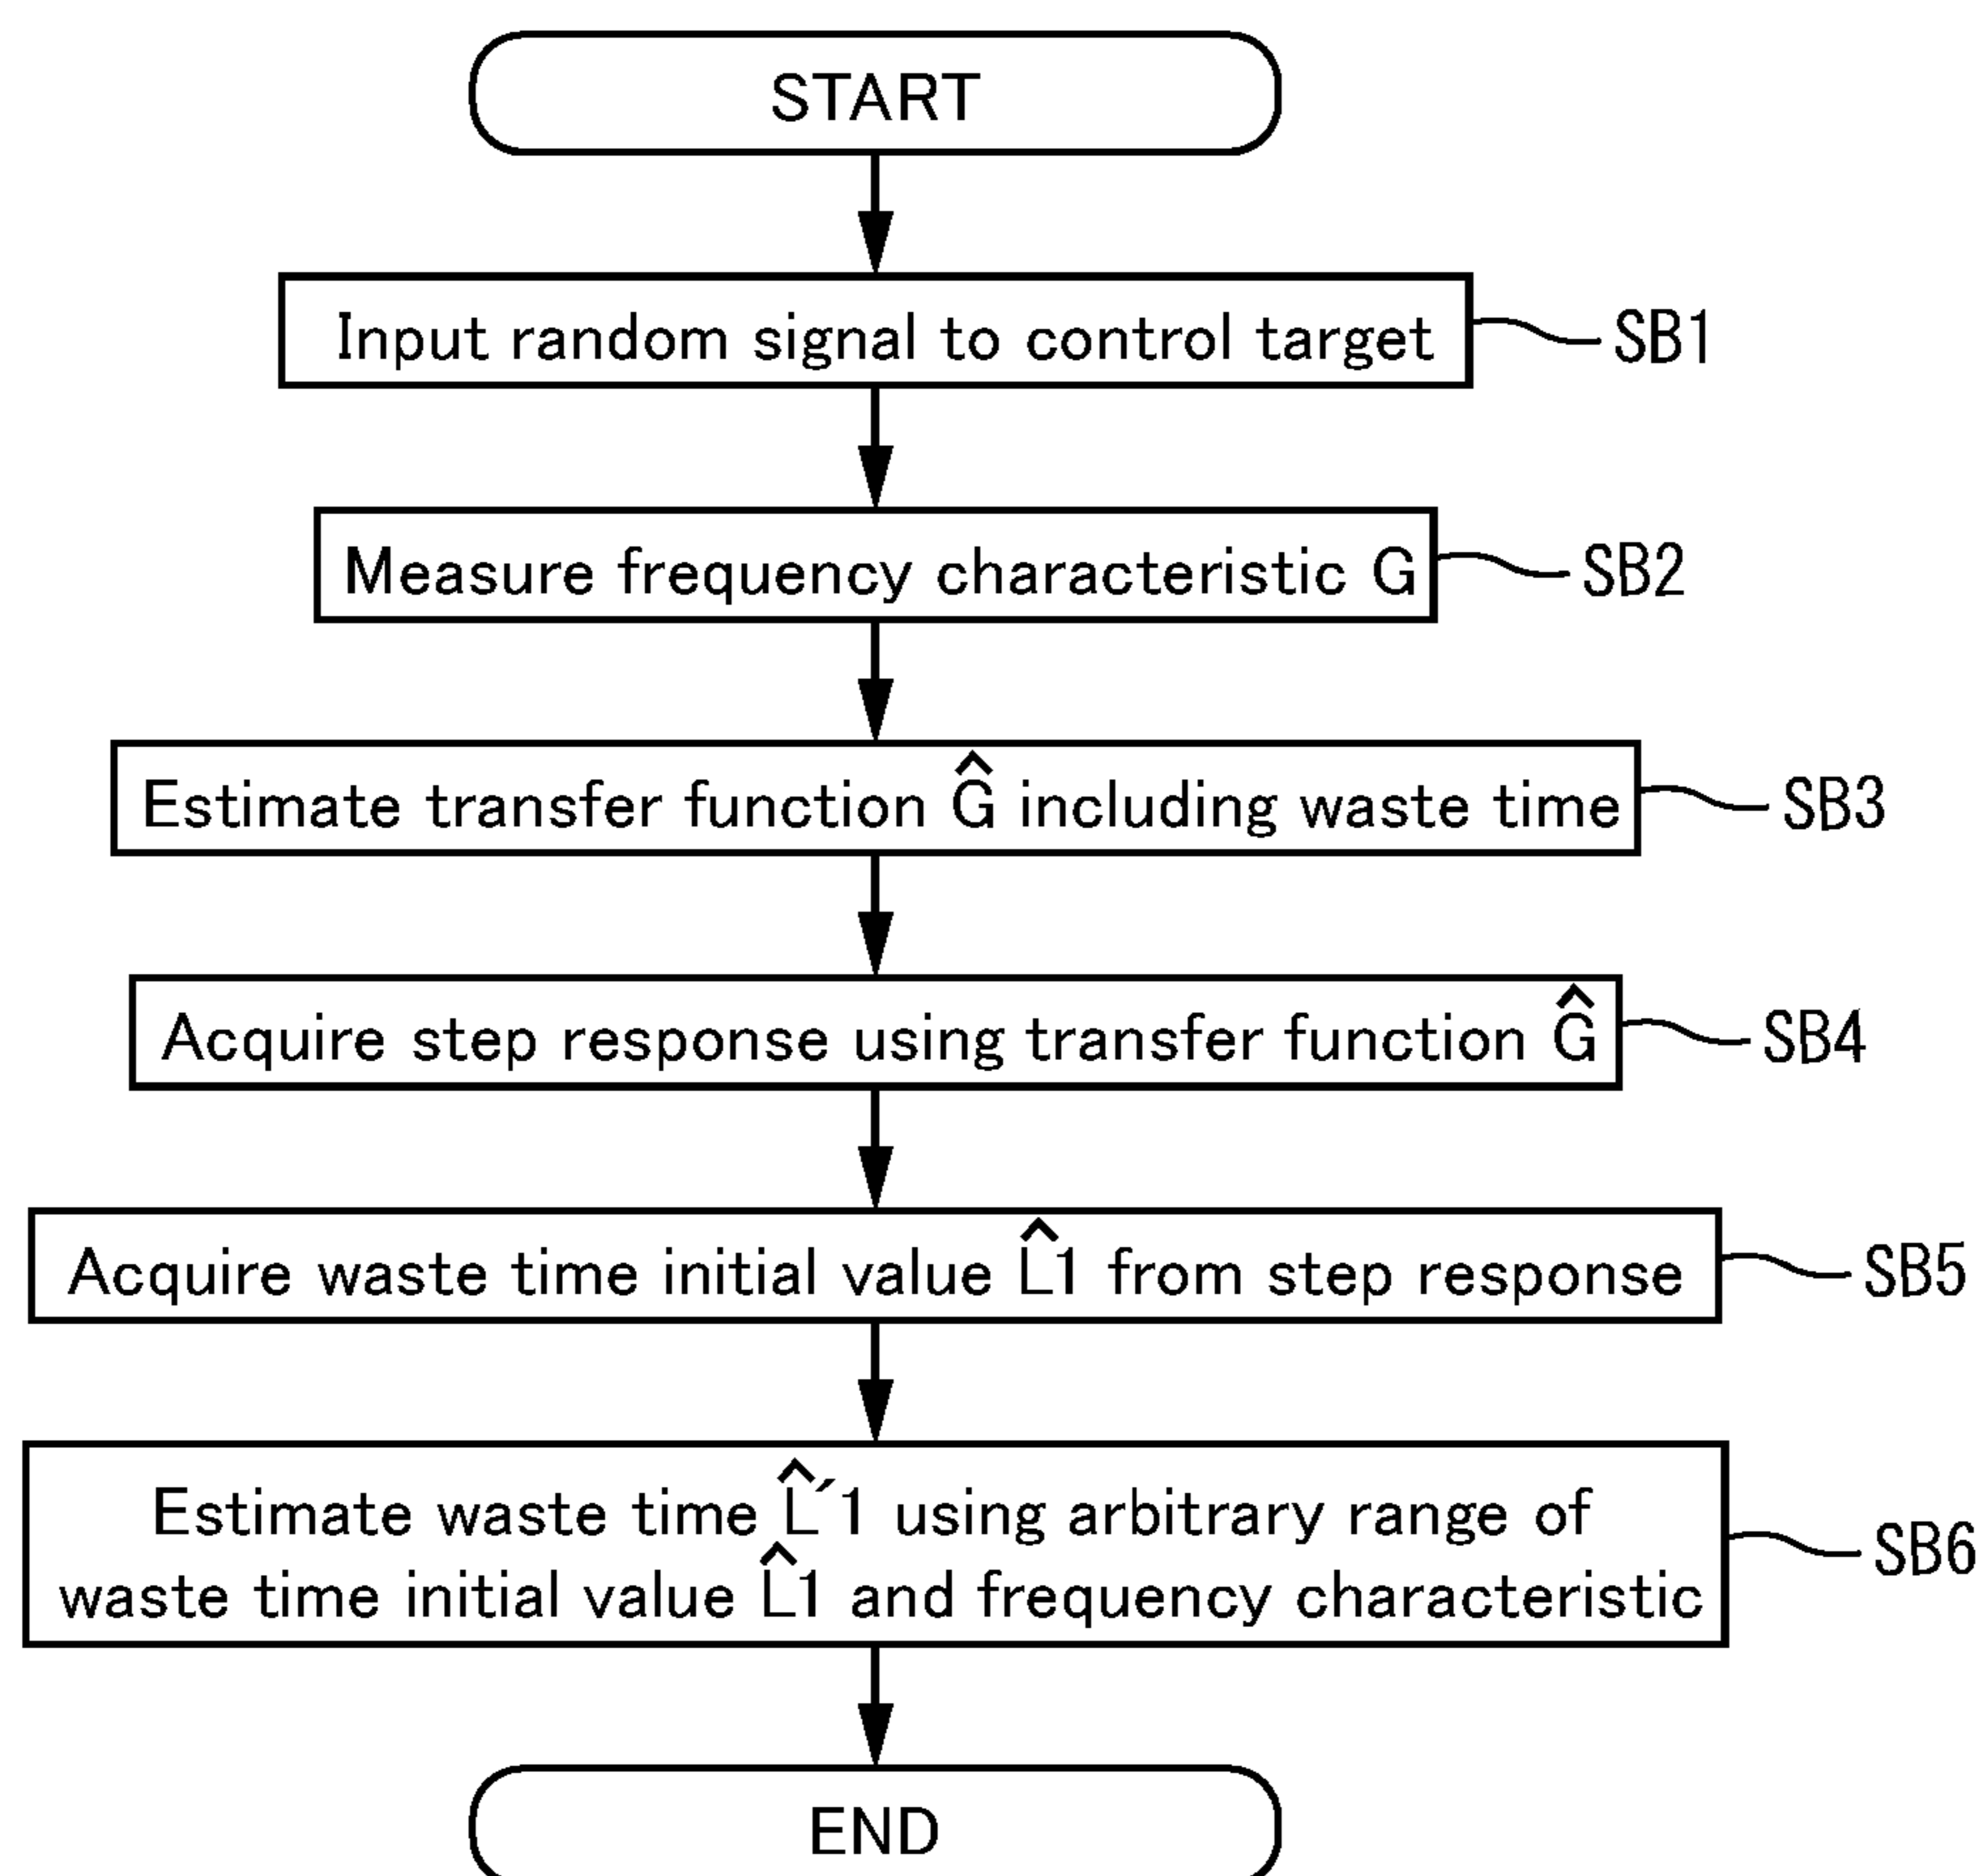 START
Input random signal to control target
SB1
Measure frequency characteristic G
SB2
Estimate transfer function Ĝ including waste time
SB3
Acquire step response using transfer function Ĝ
SB4
Acquire waste time initial value L̂1 from step response
SB5
Estimate waste time L̂′1 using arbitrary range of
waste time initial value L̂1 and frequency characteristic
SB6
END